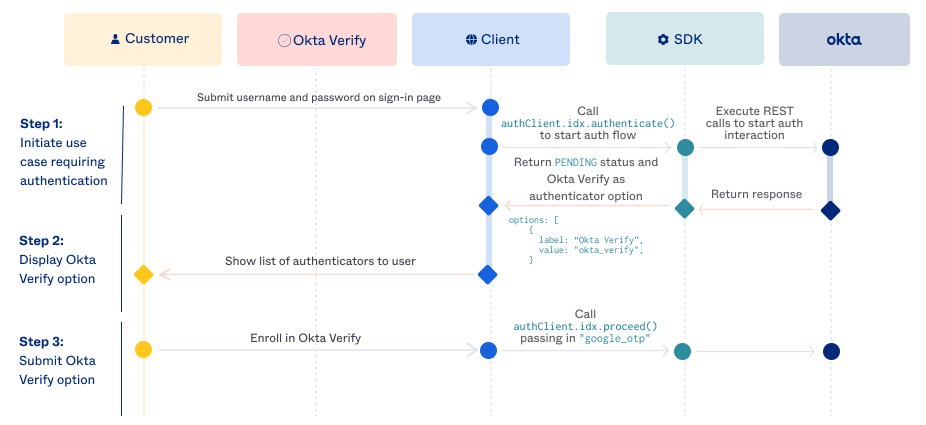 Customer
Okta Verify
Client
SDK
okta
Submit username and password on sign-in page
Step 1:
Initiate use
case requiring
authentication
Call
authClient.idx.authenticate()
to start auth flow
Execute REST
calls to start auth
interaction
Return PENDING status and
Okta Verify as
authenticator option
Return response
options: [
{
label: “Okta Verify”,
value: "okta_verify",
}
Step 2:
Display Okta
Verify option
Show list of authenticators to user
Step 3:
Submit Okta
Verify option
Enroll in Okta Verify
Call
authClient.idx.proceed()
passing in "google_otp"